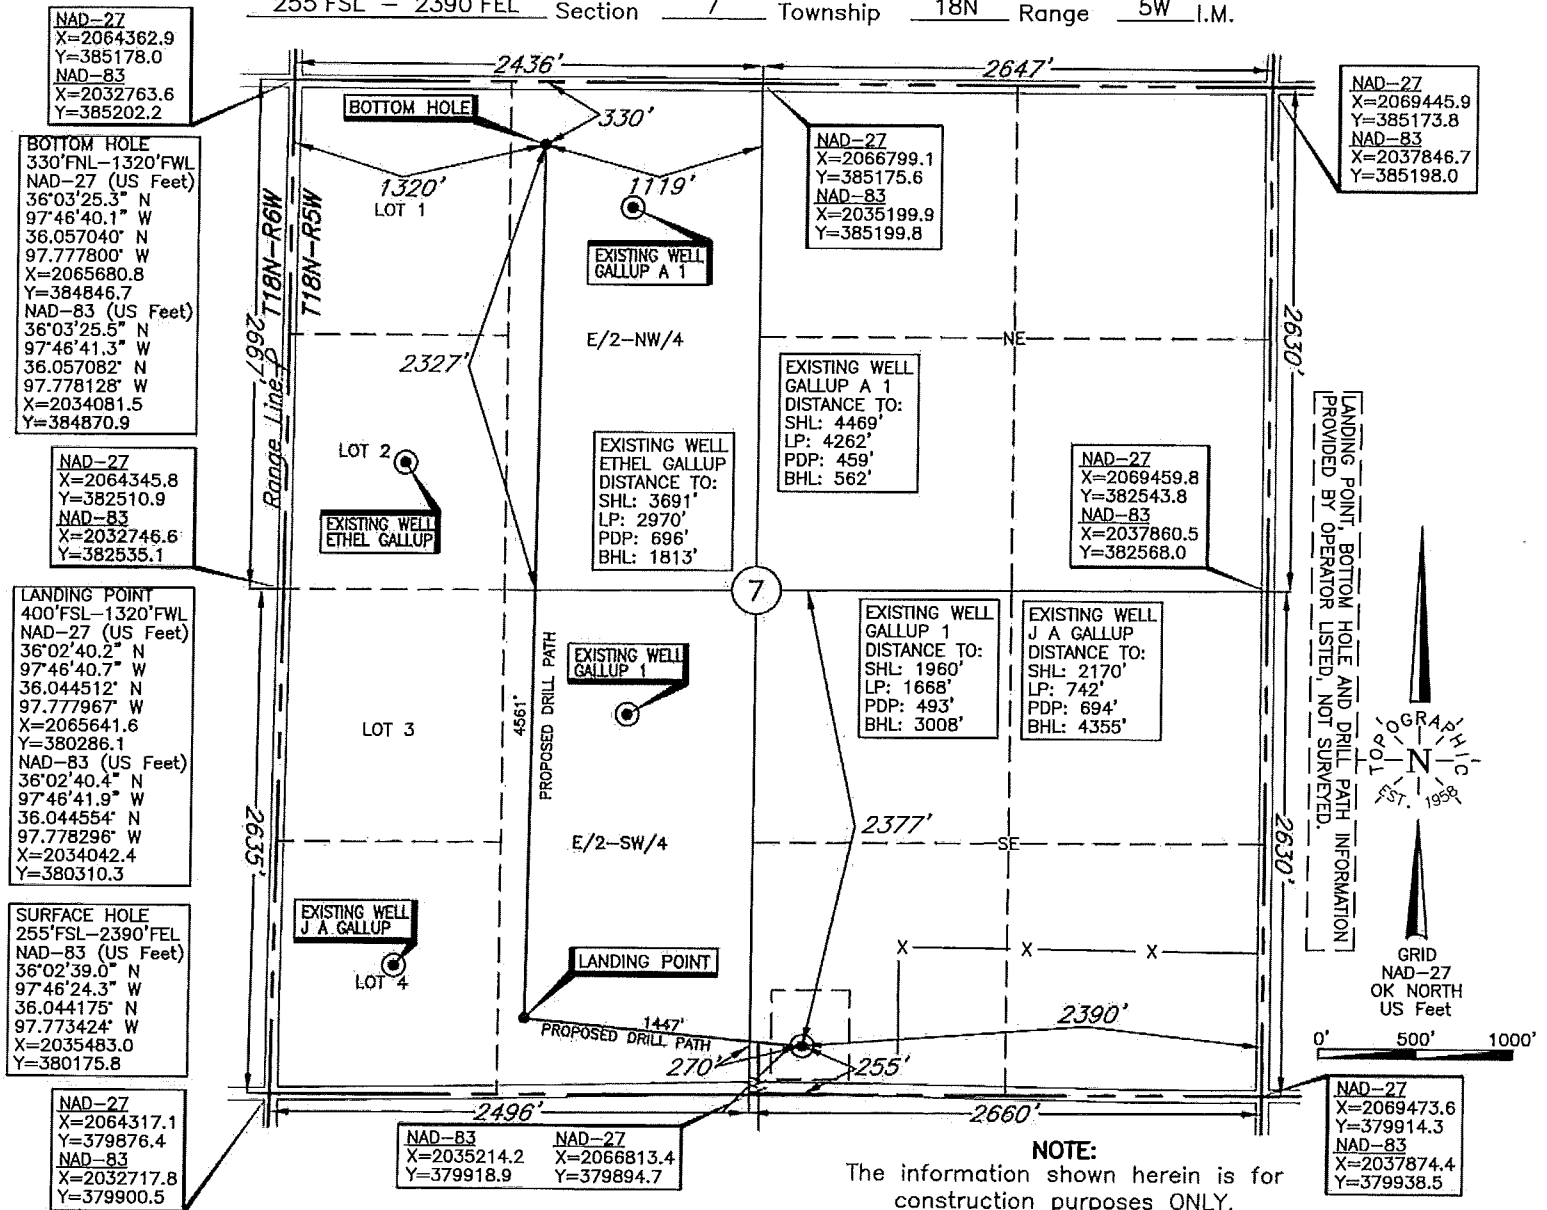 255 FSL – 2390 FEL Section 7 Township 18N Range 5W I.M.
NAD-27
X=2064362.9
Y=385178.0
NAD-83
X=2032763.6
Y=385202.2
2436'
2647'
NAD-27
X=2069445.9
Y=385173.8
NAD-83
X=2037846.7
Y=385198.0
BOTTOM HOLE
330'
NAD-27
X=2066799.1
Y=385175.6
NAD-83
X=2035199.9
Y=385199.8
BOTTOM HOLE
330'FNL-1320'FWL
NAD-27 (US Feet)
36°03'25.3" N
97°46'40.1" W
36.057040° N
97.777800° W
X=2065680.8
Y=384846.7
NAD-83 (US Feet)
36°03'25.5" N
97°46'41.3" W
36.057082° N
97.778128° W
X=2034081.5
Y=384870.9
T18N-R6W
T18N-R5W
1320'
1119'
LOT 1
EXISTING WELL
GALLUP A 1
2667'
Range Line
E/2-NW/4
NE
2630'
2327'
EXISTING WELL
GALLUP A 1
DISTANCE TO:
SHL: 4469'
LP: 4262'
PDP: 459'
BHL: 562'
LOT 2
EXISTING WELL
ETHEL GALLUP
EXISTING WELL
ETHEL GALLUP
DISTANCE TO:
SHL: 3691'
LP: 2970'
PDP: 696'
BHL: 1813'
NAD-27
X=2069459.8
Y=382543.8
NAD-83
X=2037860.5
Y=382568.0
LANDING POINT, BOTTOM HOLE AND DRILL PATH INFORMATION
PROVIDED BY OPERATOR LISTED, NOT SURVEYED.
NAD-27
X=2064345.8
Y=382510.9
NAD-83
X=2032746.6
Y=382535.1
7
LANDING POINT
400'FSL-1320'FWL
NAD-27 (US Feet)
36°02'40.2" N
97°46'40.7" W
36.044512° N
97.777967° W
X=2065641.6
Y=380286.1
NAD-83 (US Feet)
36°02'40.4" N
97°46'41.9" W
36.044554° N
97.778296° W
X=2034042.4
Y=380310.3
EXISTING WELL
GALLUP 1
DISTANCE TO:
SHL: 1960'
LP: 1668'
PDP: 493'
BHL: 3008'
EXISTING WELL
J A GALLUP
DISTANCE TO:
SHL: 2170'
LP: 742'
PDP: 694'
BHL: 4355'
EXISTING WELL
GALLUP 1
4561'
PROPOSED DRILL PATH
LOT 3
TOPOGRAPHIC
N
EST. 1958
2377'
2635'
E/2-SW/4
SE
2630'
SURFACE HOLE
255'FSL-2390'FEL
NAD-83 (US Feet)
36°02'39.0" N
97°46'24.3" W
36.044175° N
97.773424° W
X=2035483.0
Y=380175.8
EXISTING WELL
J A GALLUP
LOT 4
LANDING POINT
X X X
GRID
NAD-27
OK NORTH
US Feet
0' 500' 1000'
1447'
PROPOSED DRILL PATH
2390'
270'
255'
2496'
2660'
NAD-27
X=2064317.1
Y=379876.4
NAD-83
X=2032717.8
Y=379900.5
NAD-83
X=2035214.2
Y=379918.9
NAD-27
X=2066813.4
Y=379894.7
NAD-27
X=2069473.6
Y=379914.3
NAD-83
X=2037874.4
Y=379938.5
NOTE:
The information shown herein is for
construction purposes ONLY.